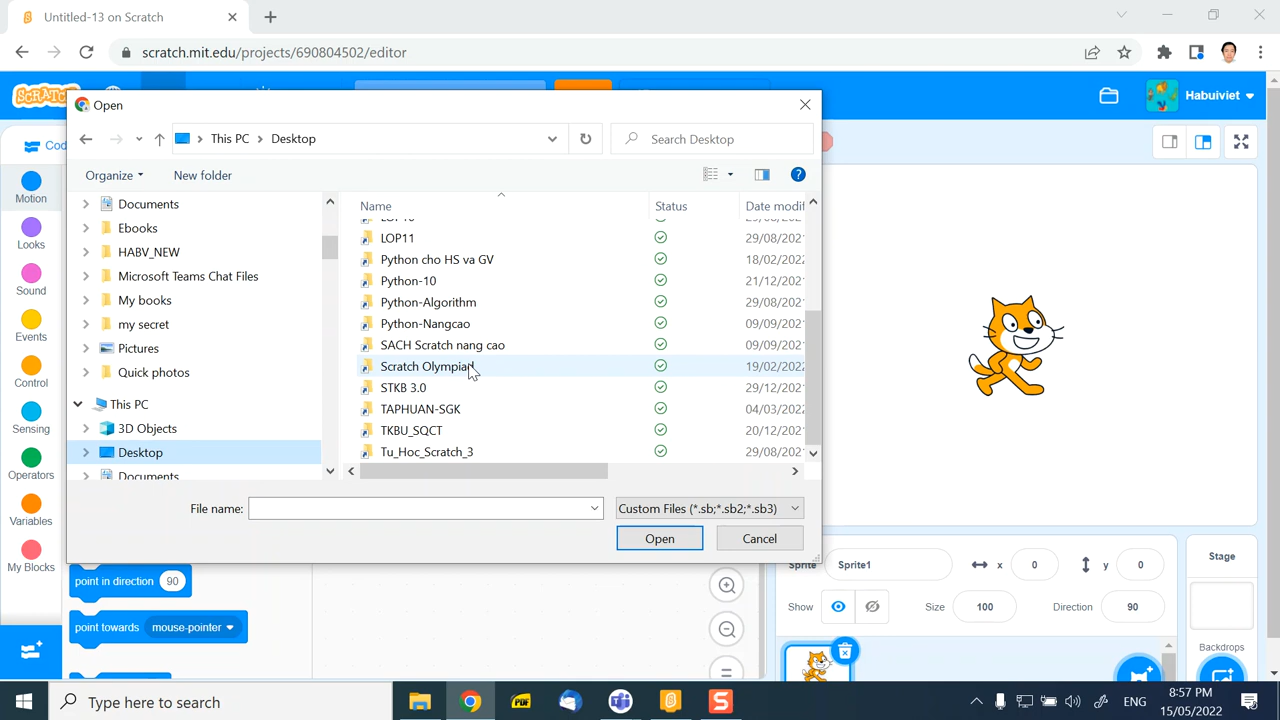 Untitled-13 on Scratch
scratch.mit.edu/projects/690804502/editor
SCRATCH
Habuiviet
Open
This PC > Desktop
Search Desktop
Organize
New folder
Name
Status
Date modif
Documents
Ebooks
HABV_NEW
Microsoft Teams Chat Files
My books
my secret
Pictures
Quick photos
This PC
3D Objects
Desktop
Documents
LOP11 29/08/202
Python cho HS va GV 18/02/202
Python-10 21/12/202
Python-Algorithm 29/08/202
Python-Nangcao 09/09/202
SACH Scratch nang cao 09/09/202
Scratch Olympiad 19/02/202
STKB 3.0 29/12/202
TAPHUAN-SGK 04/03/202
TKBU_SQCT 20/12/202
Tu_Hoc_Scratch_3 29/08/202
File name:
Custom Files (*.sb;*.sb2;*.sb3)
Open
Cancel
Cod
Motion
Looks
Sound
Events
Control
Sensing
Operators
Variables
My Blocks
point in direction 90
point towards mouse-pointer
Sprite Sprite1 x 0 y 0
Show Size 100 Direction 90
Stage
Backdrops
Type here to search
PDF
S
ENG
8:57 PM
15/05/2022